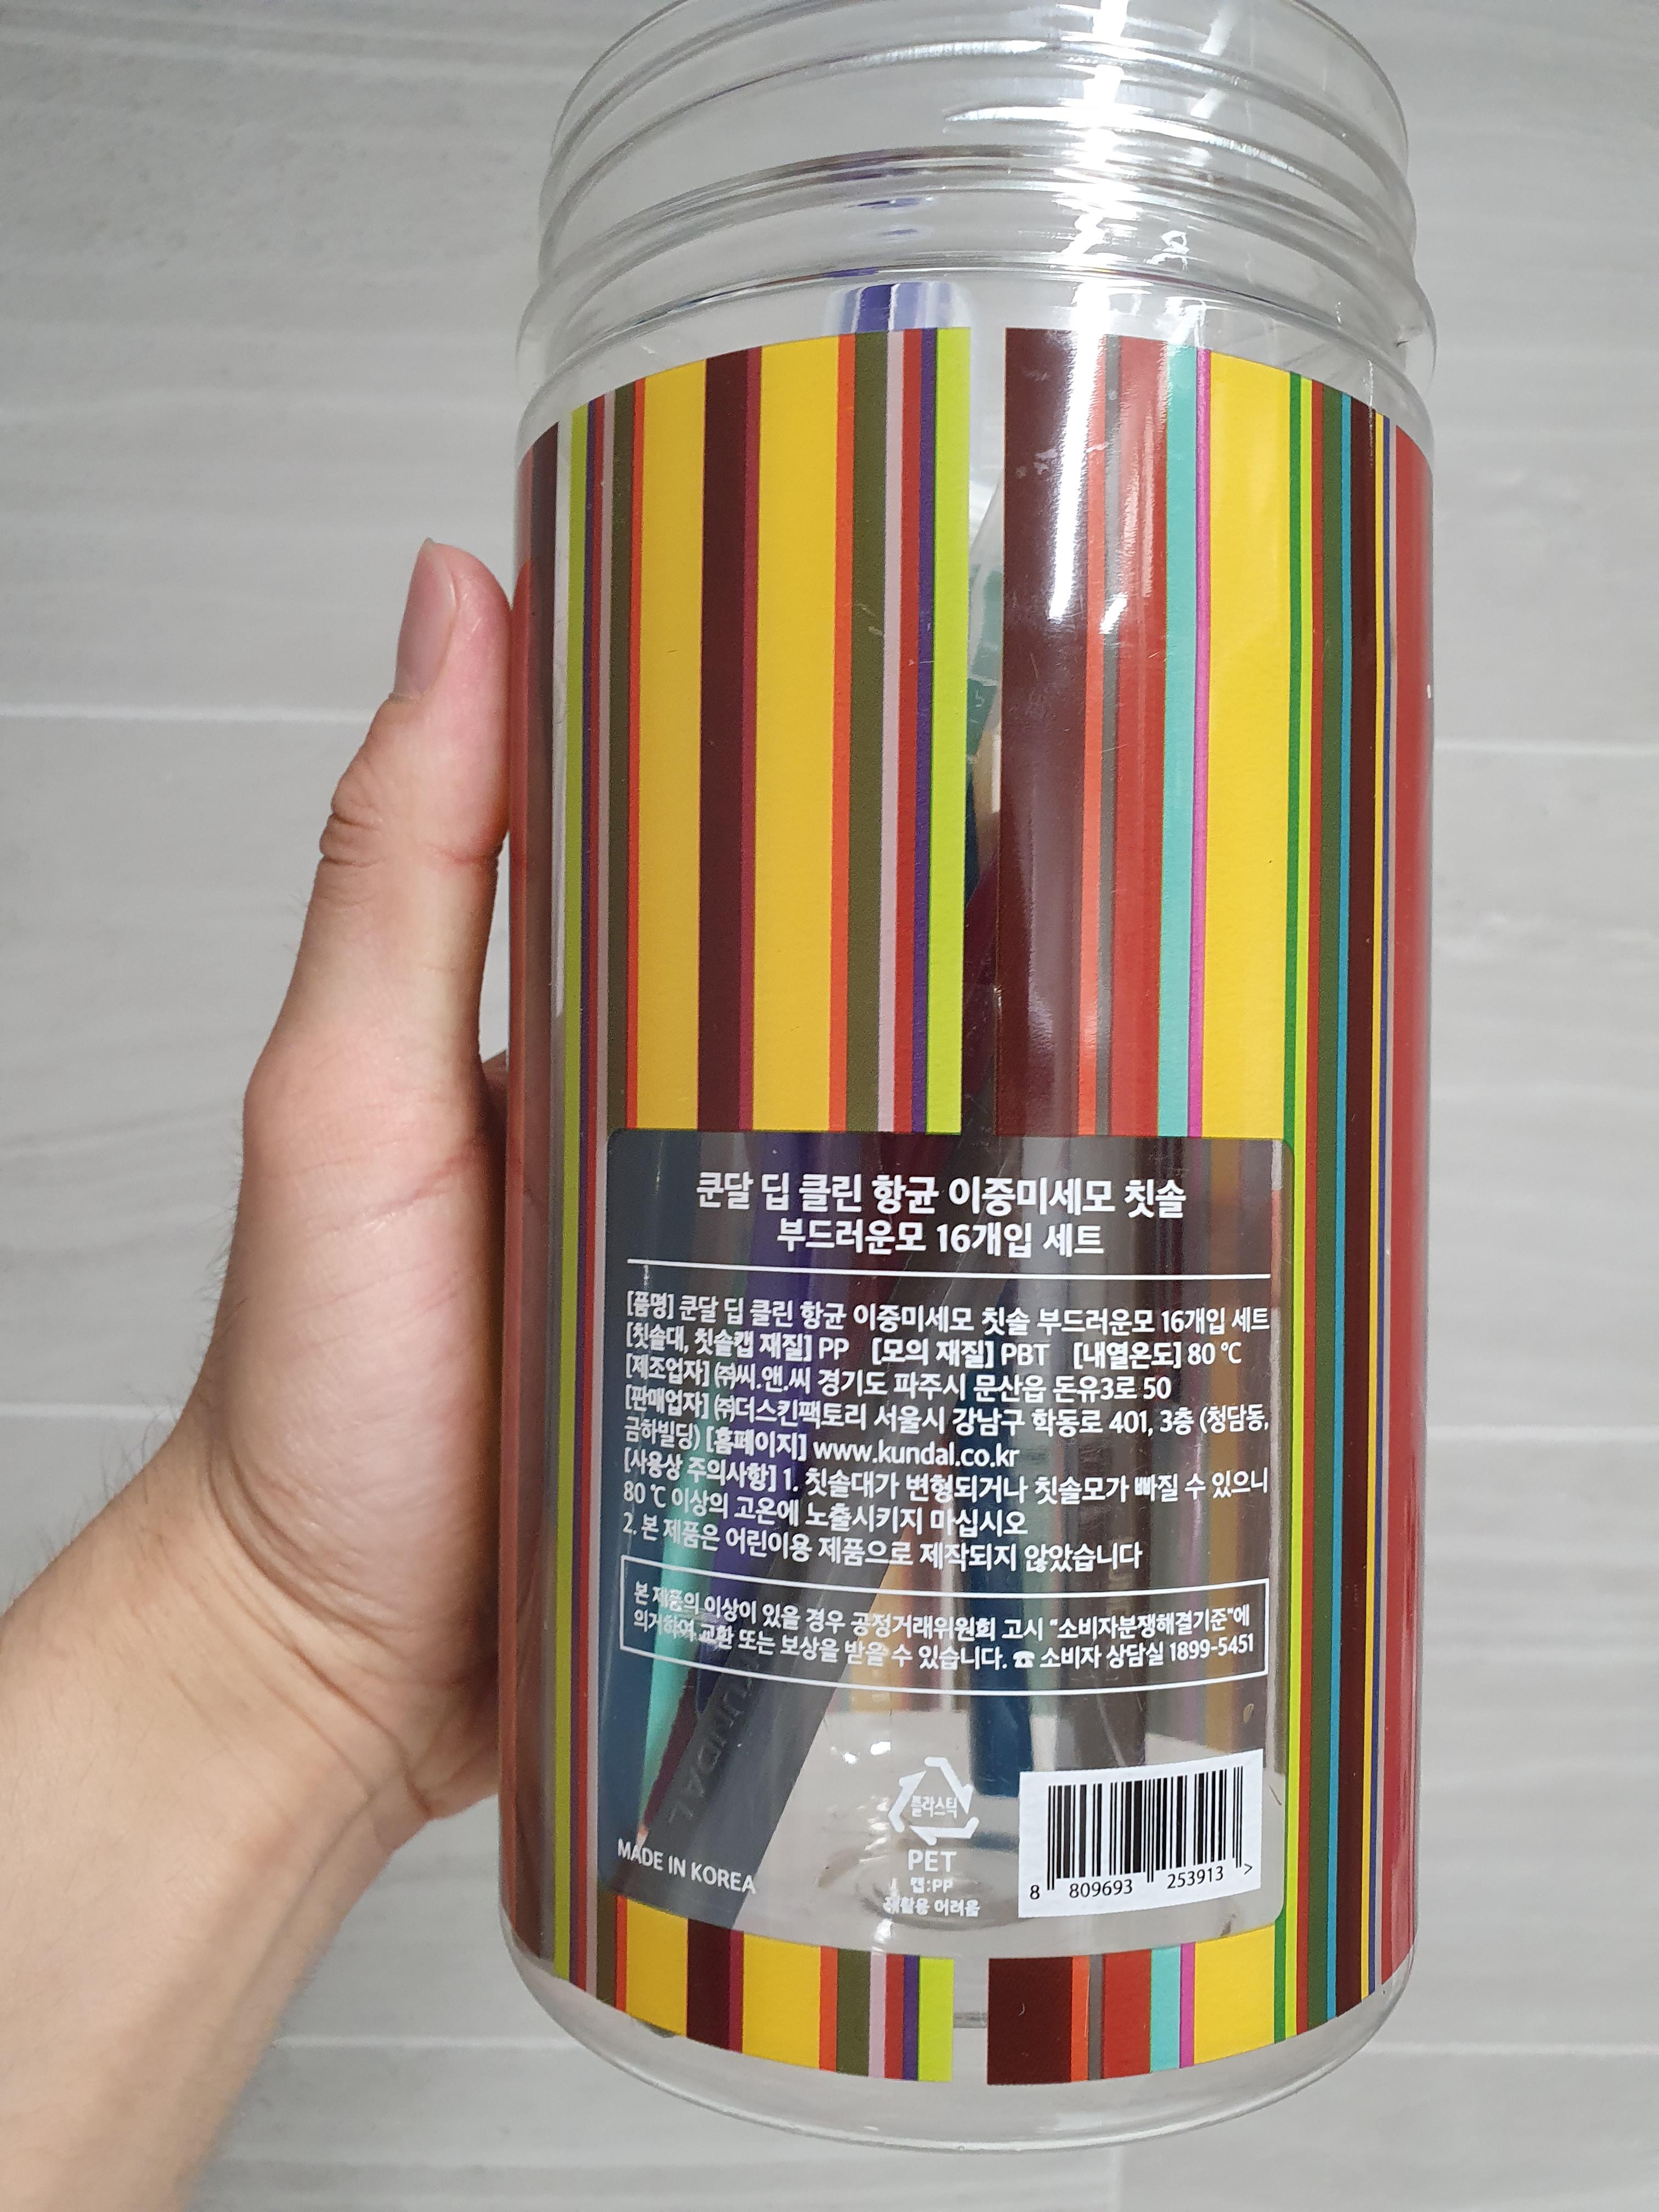 쿤달 딥 클린 항균 이중미세모 칫솔
부드러운모 16개입 세트
[품명] 쿤달 딥 클린 항균 이중미세모 칫솔 부드러운모 16개입 세트
[칫솔대, 칫솔캡 재질] PP [모의 재질] PBT [내열온도] 80 ℃
[제조업자] ㈜씨.앤.씨 경기도 파주시 문산읍 돈유3로 50
[판매업자] ㈜더스킨팩토리 서울시 강남구 학동로 401, 3층 (청담동,
금하빌딩) [홈페이지] www.kundal.co.kr
[사용상 주의사항] 1. 칫솔대가 변형되거나 칫솔모가 빠질 수 있으니
80 ℃ 이상의 고온에 노출시키지 마십시오
2. 본 제품은 어린이용 제품으로 제작되지 않았습니다
본 제품의 이상이 있을 경우 공정거래위원회 고시 "소비자분쟁해결기준"에
의거하여 교환 또는 보상을 받을 수 있습니다. ☎ 소비자 상담실 1899-5451
KUNDAL
플라스틱
PET
캡:PP
재활용 어려움
MADE IN KOREA
8 809693 253913 >